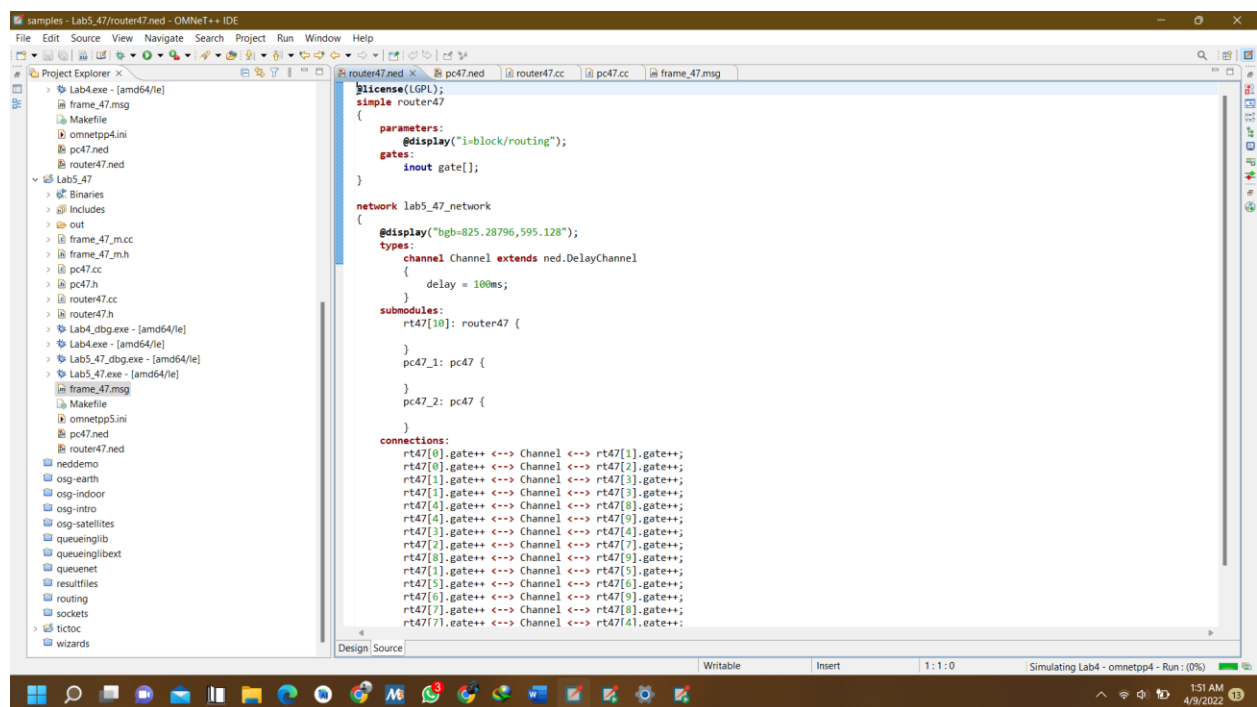 samples - Lab5_47/router47.ned - OMNeT++ IDE
File Edit Source View Navigate Search Project Run Window Help
Project Explorer
router47.ned pc47.ned router47.cc pc47.cc frame_47.msg
Lab4.exe - [amd64/le]
frame_47.msg
Makefile
omnetpp4.ini
pc47.ned
router47.ned
Lab5_47
Binaries
Includes
out
frame_47_m.cc
frame_47_m.h
pc47.cc
pc47.h
router47.cc
router47.h
Lab4_dbg.exe - [amd64/le]
Lab4.exe - [amd64/le]
Lab5_47_dbg.exe - [amd64/le]
Lab5_47.exe - [amd64/le]
frame_47.msg
Makefile
omnetpp5.ini
pc47.ned
router47.ned
neddemo
osg-earth
osg-indoor
osg-intro
osg-satellites
queueinglib
queueinglibext
queuenet
resultfiles
routing
sockets
tictoc
wizards
@license(LGPL);
simple router47
{
parameters:
@display("i=block/routing");
gates:
inout gate[];
}
network lab5_47_network
{
@display("bgb=825.28796,595.128");
types:
channel Channel extends ned.DelayChannel
{
delay = 100ms;
}
submodules:
rt47[10]: router47 {
}
pc47_1: pc47 {
}
pc47_2: pc47 {
}
connections:
rt47[0].gate++ <--> Channel <--> rt47[1].gate++;
rt47[0].gate++ <--> Channel <--> rt47[2].gate++;
rt47[1].gate++ <--> Channel <--> rt47[3].gate++;
rt47[1].gate++ <--> Channel <--> rt47[3].gate++;
rt47[4].gate++ <--> Channel <--> rt47[8].gate++;
rt47[4].gate++ <--> Channel <--> rt47[9].gate++;
rt47[3].gate++ <--> Channel <--> rt47[4].gate++;
rt47[2].gate++ <--> Channel <--> rt47[7].gate++;
rt47[8].gate++ <--> Channel <--> rt47[9].gate++;
rt47[1].gate++ <--> Channel <--> rt47[5].gate++;
rt47[5].gate++ <--> Channel <--> rt47[6].gate++;
rt47[6].gate++ <--> Channel <--> rt47[9].gate++;
rt47[7].gate++ <--> Channel <--> rt47[8].gate++;
rt47[7].gate++ <--> Channel <--> rt47[4].gate++;
Design Source
Writable Insert 1:1:0 Simulating Lab4 - omnetpp4 - Run : (0%)
1:51 AM
4/9/2022
13